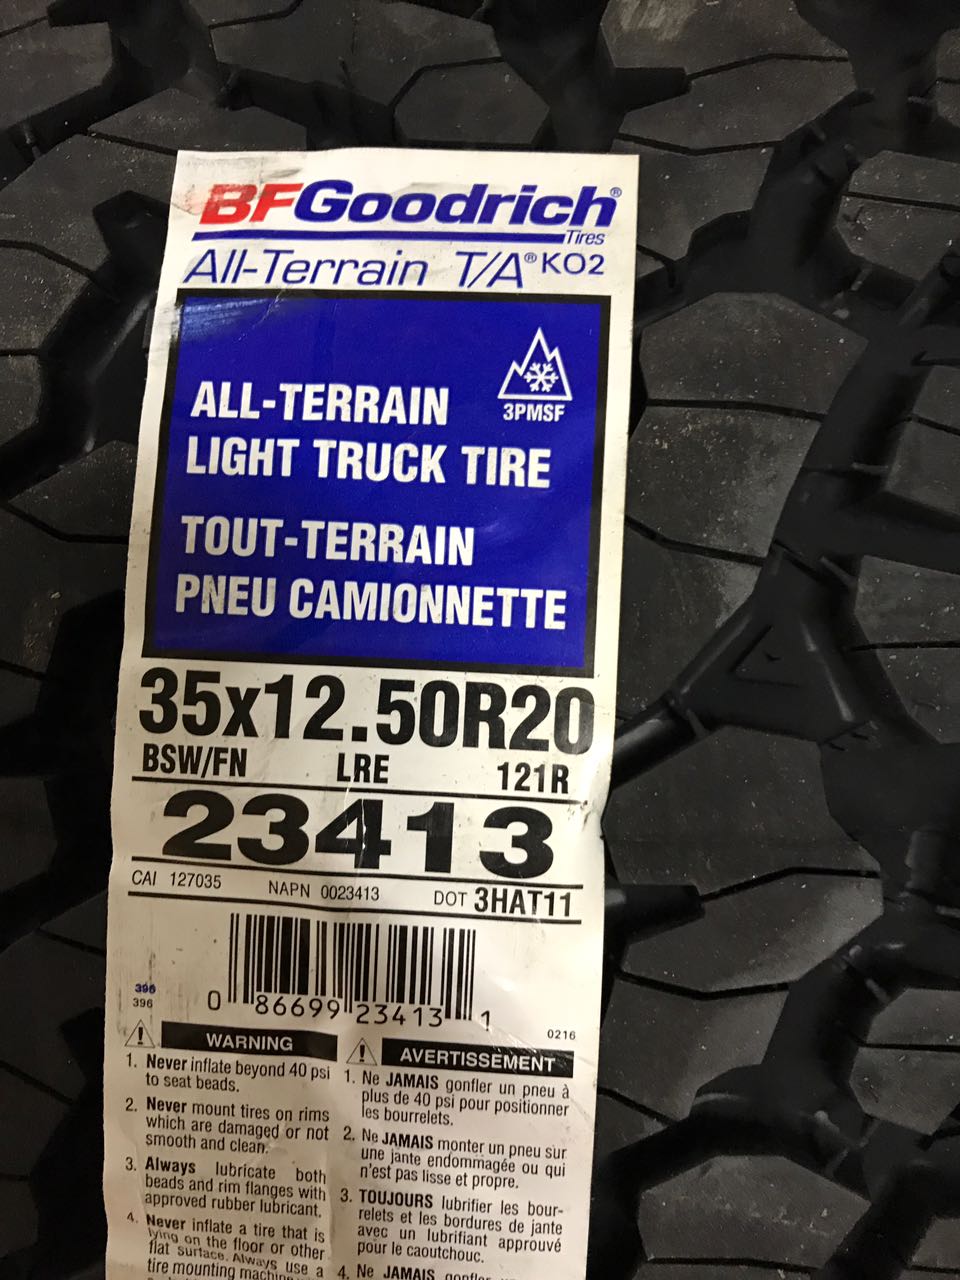 BFGoodrich®
Tires
All-Terrain T/A® KO2
3PMSF
ALL-TERRAIN
LIGHT TRUCK TIRE
TOUT-TERRAIN
PNEU CAMIONNETTE
35x12.50R20
BSW/FN LRE 121R
23413
CAI 127035 NAPN 0023413 DOT 3HAT11
396
396
0 86699 23413 1
0216
WARNING
1. Never inflate beyond 40 psi
to seat beads.
2. Never mount tires on rims
which are damaged or not
smooth and clean.
3. Always lubricate both
beads and rim flanges with
approved rubber lubricant.
4. Never inflate a tire that is
lying on the floor or other
flat surface. Always use a
tire mounting machine
AVERTISSEMENT
1. Ne JAMAIS gonfler un pneu à
plus de 40 psi pour positionner
les bourrelets.
2. Ne JAMAIS monter un pneu sur
une jante endommagée ou qui
n'est pas lisse et propre.
3. TOUJOURS lubrifier les bour-
relets et les bordures de jante
avec un lubrifiant approuvé
pour le caoutchouc.
4. Ne JAMAIS gonfler